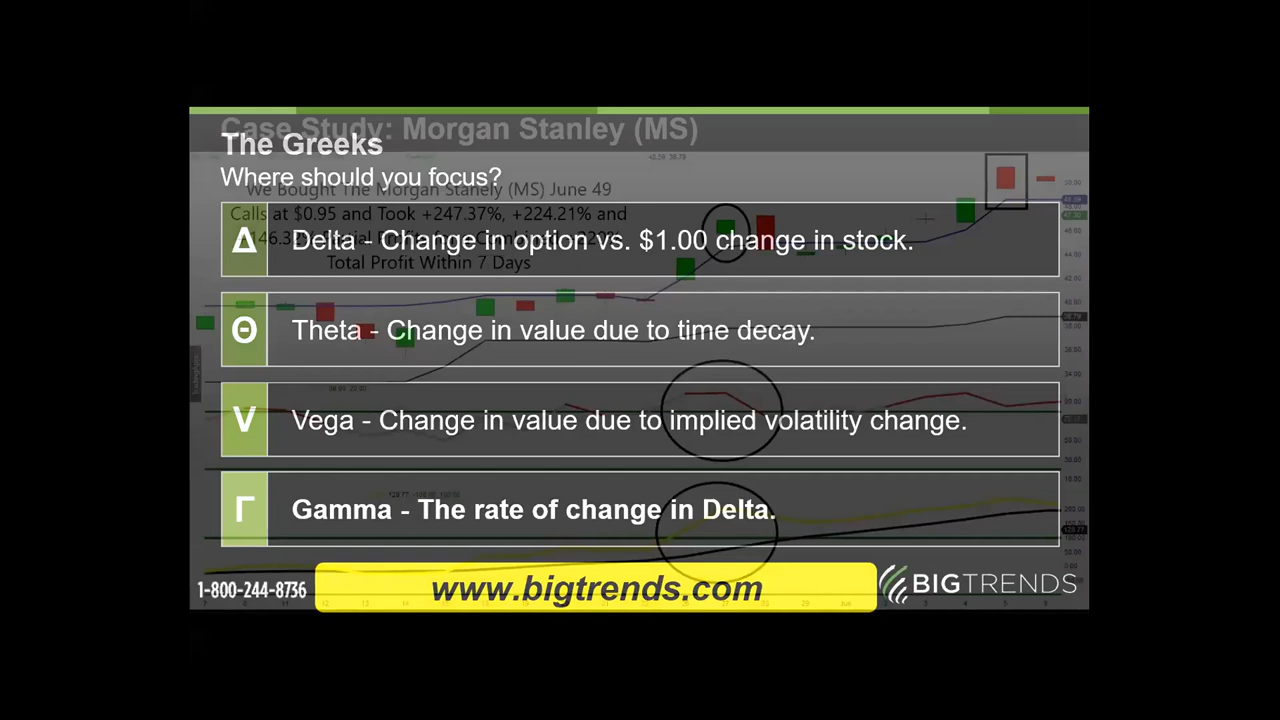 Case Study: Morgan Stanley (MS)
The Greeks
Where should you focus?
We Bought The Morgan Stanely (MS) June 49
Calls at $0.95 and Took +247.37%, +224.21% and
Total Profit Within 7 Days
Δ Delta - Change in option vs. $1.00 change in stock.
Θ Theta - Change in value due to time decay.
V Vega - Change in value due to implied volatility change.
Γ Gamma - The rate of change in Delta.
1-800-244-8736
www.bigtrends.com
BIGTRENDS